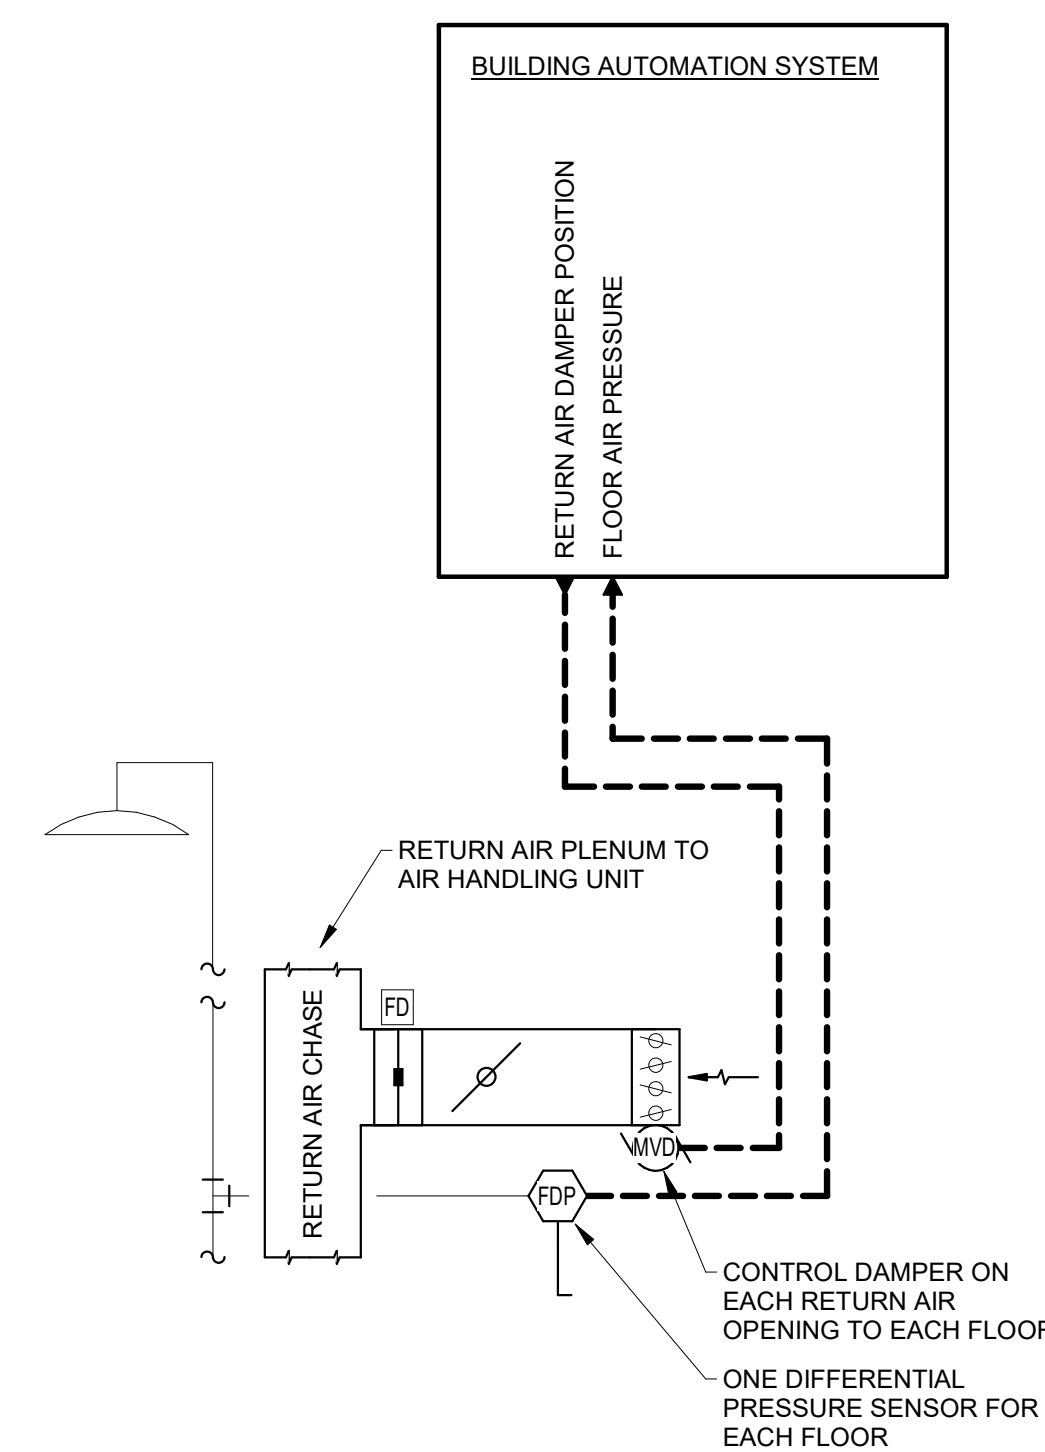 BUILDING AUTOMATION SYSTEM
RETURN AIR DAMPER POSITION
FLOOR AIR PRESSURE
RETURN AIR PLENUM TO
AIR HANDLING UNIT
FD
RETURN AIR CHASE
MVD
FDP
CONTROL DAMPER ON
EACH RETURN AIR
OPENING TO EACH FLOOR
ONE DIFFERENTIAL
PRESSURE SENSOR FOR
EACH FLOOR